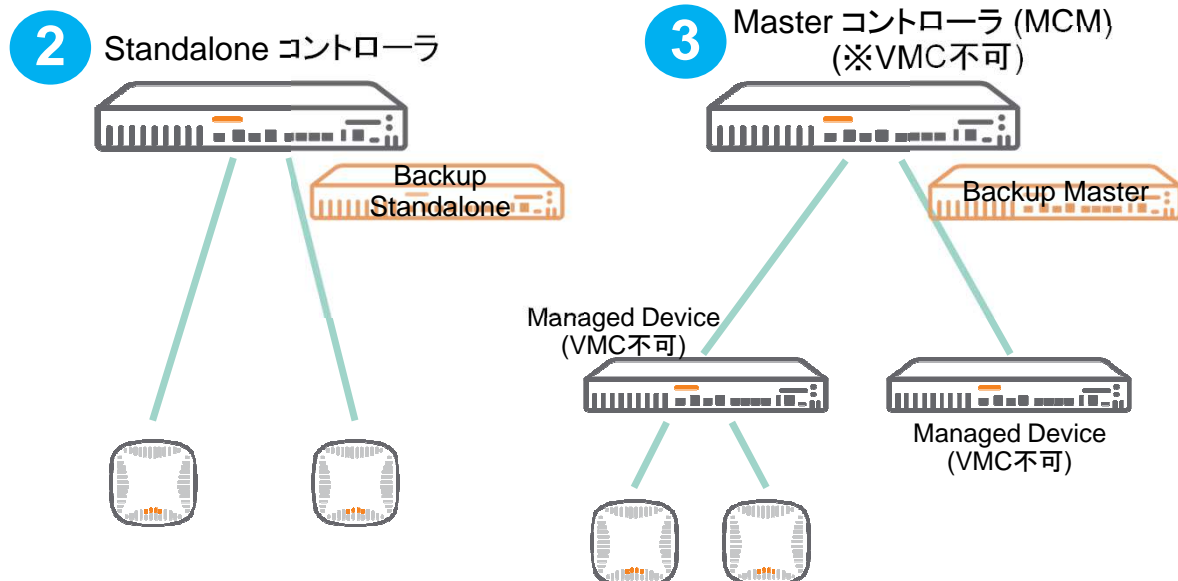 2
Standalone コントローラ
Backup
Standalone
3
Master コントローラ (MCM)
(※VMC不可)
Backup Master
Managed Device
(VMC不可)
Managed Device
(VMC不可)